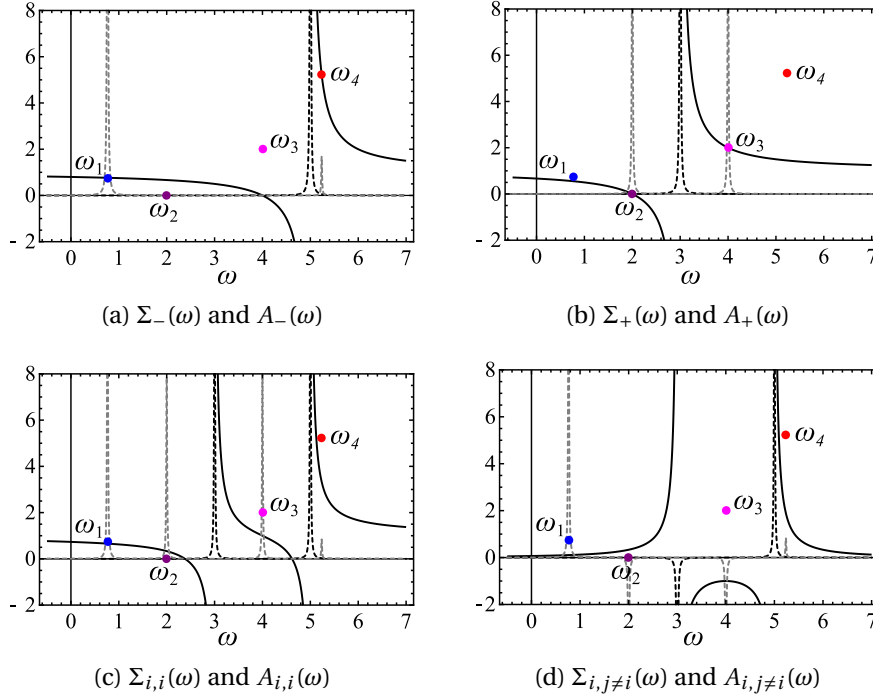 8
6
4
2
0
- 2
ω₁
ω₂
ω₃
ω₄
0 1 2 3 4 5 6 7
ω
(a) Σ₋(ω) and A₋(ω)
8
6
4
2
0
- 2
ω₁
ω₂
ω₃
ω₄
0 1 2 3 4 5 6 7
ω
(b) Σ₊(ω) and A₊(ω)
8
6
4
2
0
- 2
ω₁
ω₂
ω₃
ω₄
0 1 2 3 4 5 6 7
ω
(c) Σᵢ,ᵢ(ω) and Aᵢ,ᵢ(ω)
8
6
4
2
0
- 2
ω₁
ω₂
ω₃
ω₄
0 1 2 3 4 5 6 7
ω
(d) Σᵢ,ⱼ≠ᵢ(ω) and Aᵢ,ⱼ≠ᵢ(ω)